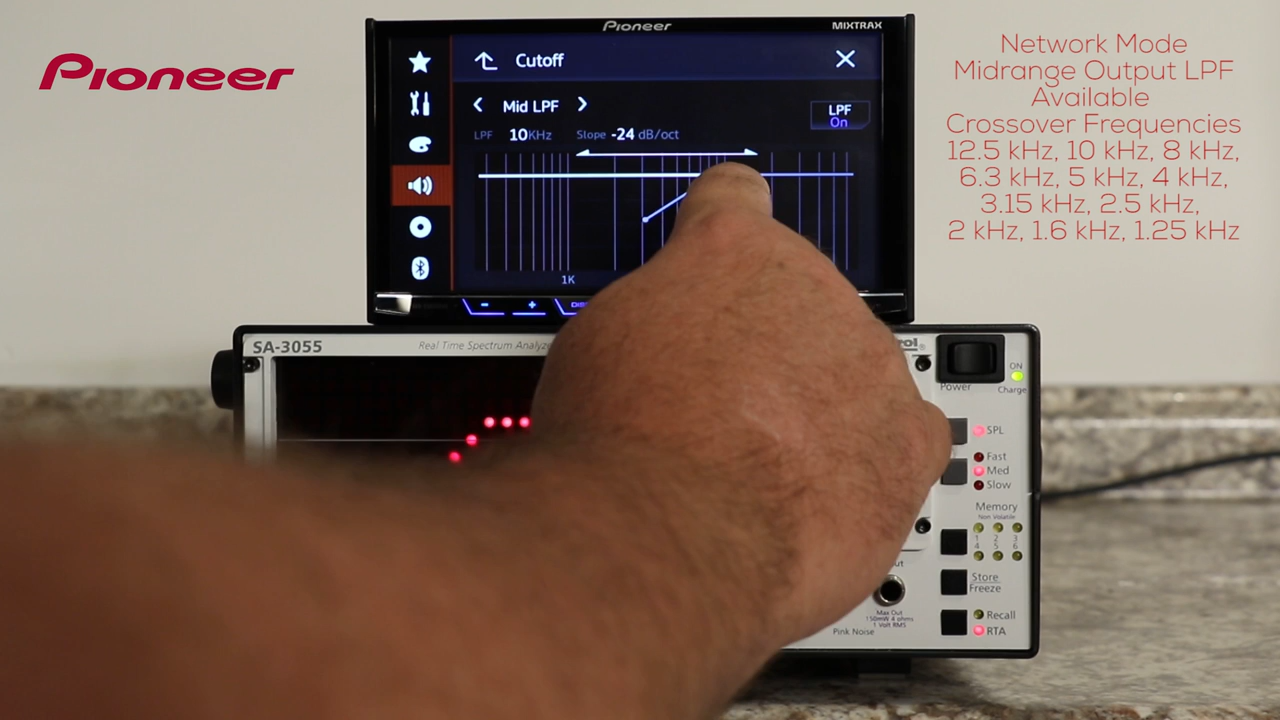 Pioneer
MIXTRAX
Pioneer
Cutoff
Mid LPF
LPF
On
LPF 10KHz Slope -24 dB/oct
1K
Network Mode
Midrange Output LPF
Available
Crossover Frequencies
12.5 kHz, 10 kHz, 8 kHz,
6.3 kHz, 5 kHz, 4 kHz,
3.15 kHz, 2.5 kHz,
2 kHz, 1.6 kHz, 1.25 kHz
SA-3055
Real Time Spectrum
Power
ON
Charge
SPL
Fast
Med
Slow
Memory
Non Volatile
1 2 3
4 5 6
Store
Freeze
Recall
RTA
Max Out
150mW 4 ohms
1 Volt RMS
Pink Noise